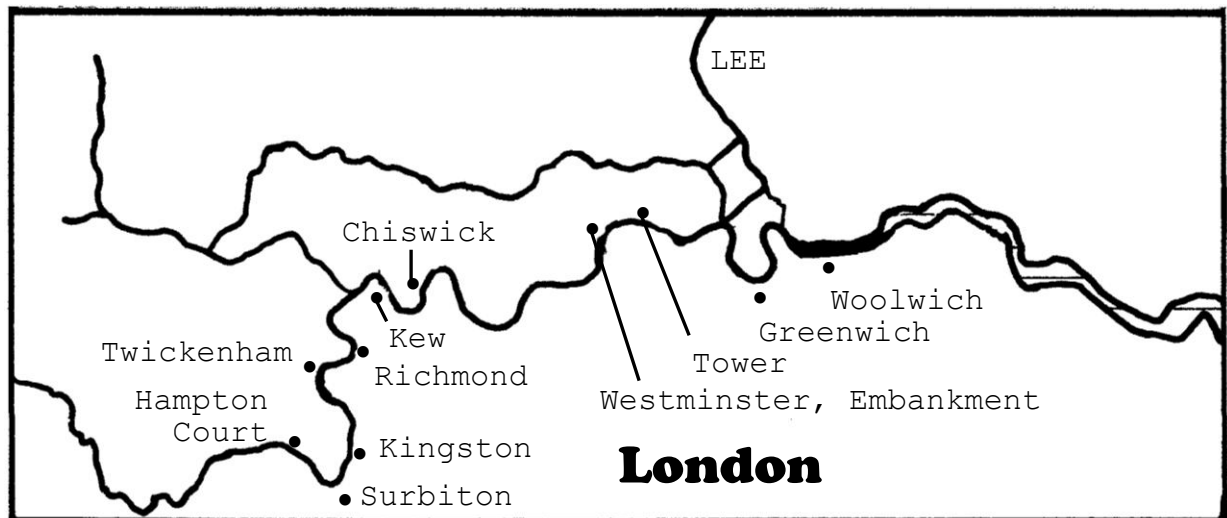 LEE
Chiswick
Woolwich
Greenwich
Kew
Twickenham
Richmond
Tower
Hampton
Court
Westminster, Embankment
Kingston
London
Surbiton